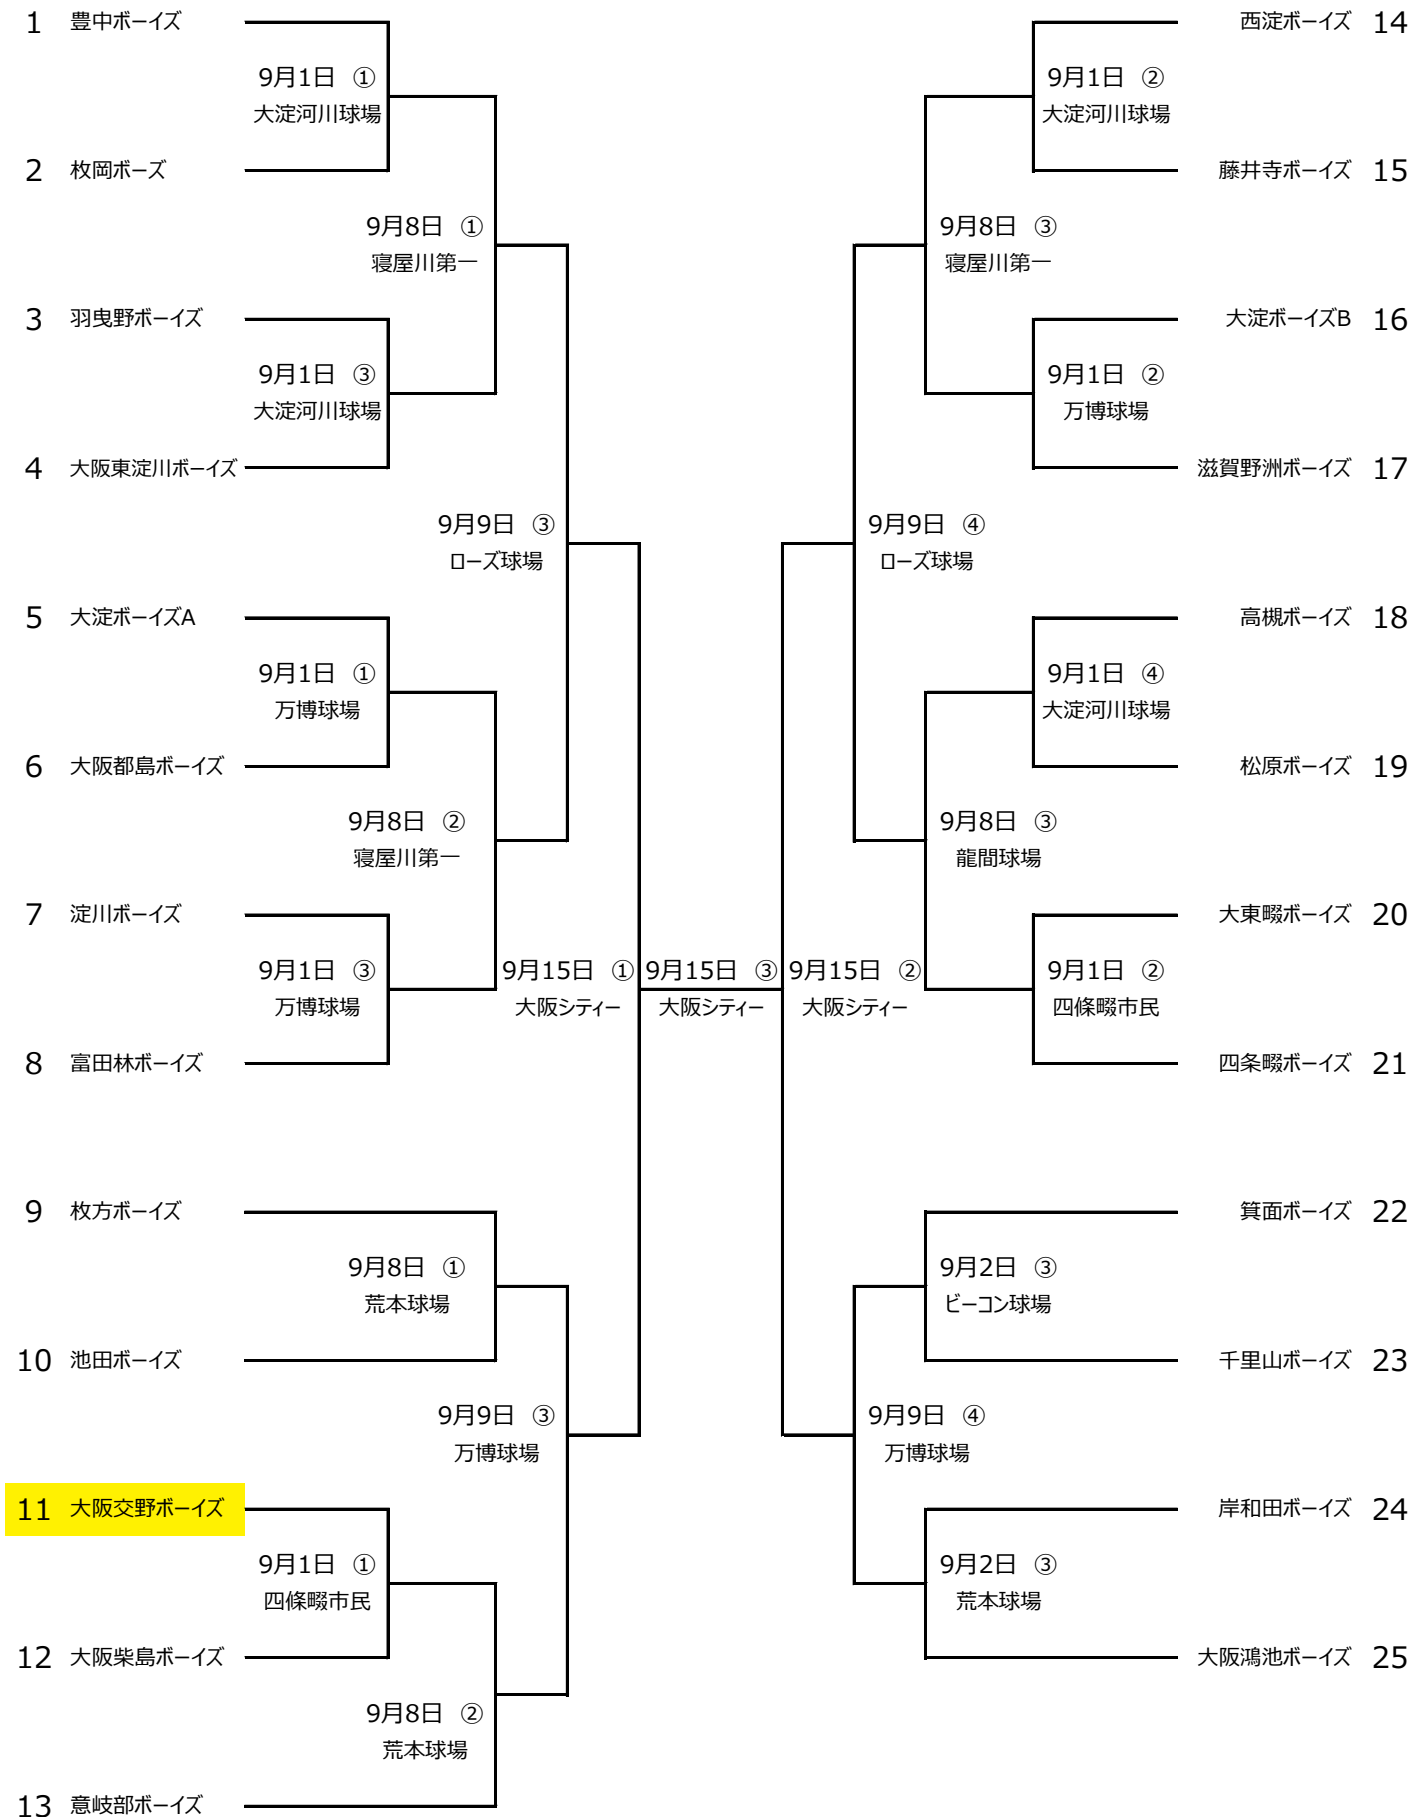 1 豊中ボーイズ
9月1日 ①
大淀河川球場
2 枚岡ボーズ
9月8日 ①
寝屋川第一
3 羽曳野ボーイズ
9月1日 ③
大淀河川球場
4 大阪東淀川ボーイズ
9月9日 ③
ローズ球場
5 大淀ボーイズA
9月1日 ①
万博球場
6 大阪都島ボーイズ
9月8日 ②
寝屋川第一
7 淀川ボーイズ
9月1日 ③
万博球場
8 富田林ボーイズ
9月15日 ①
大阪シティー
9月15日 ③
大阪シティー
9月15日 ②
大阪シティー
9 枚方ボーイズ
9月8日 ①
荒本球場
10 池田ボーイズ
9月9日 ③
万博球場
11 大阪交野ボーイズ
9月1日 ①
四條畷市民
12 大阪柴島ボーイズ
9月8日 ②
荒本球場
13 意岐部ボーイズ
西淀ボーイズ 14
9月1日 ②
大淀河川球場
藤井寺ボーイズ 15
9月8日 ③
寝屋川第一
大淀ボーイズB 16
9月1日 ②
万博球場
滋賀野洲ボーイズ 17
9月9日 ④
ローズ球場
高槻ボーイズ 18
9月1日 ④
大淀河川球場
松原ボーイズ 19
9月8日 ③
龍間球場
大東畷ボーイズ 20
9月1日 ②
四條畷市民
四条畷ボーイズ 21
箕面ボーイズ 22
9月2日 ③
ビーコン球場
千里山ボーイズ 23
9月9日 ④
万博球場
岸和田ボーイズ 24
9月2日 ③
荒本球場
大阪鴻池ボーイズ 25